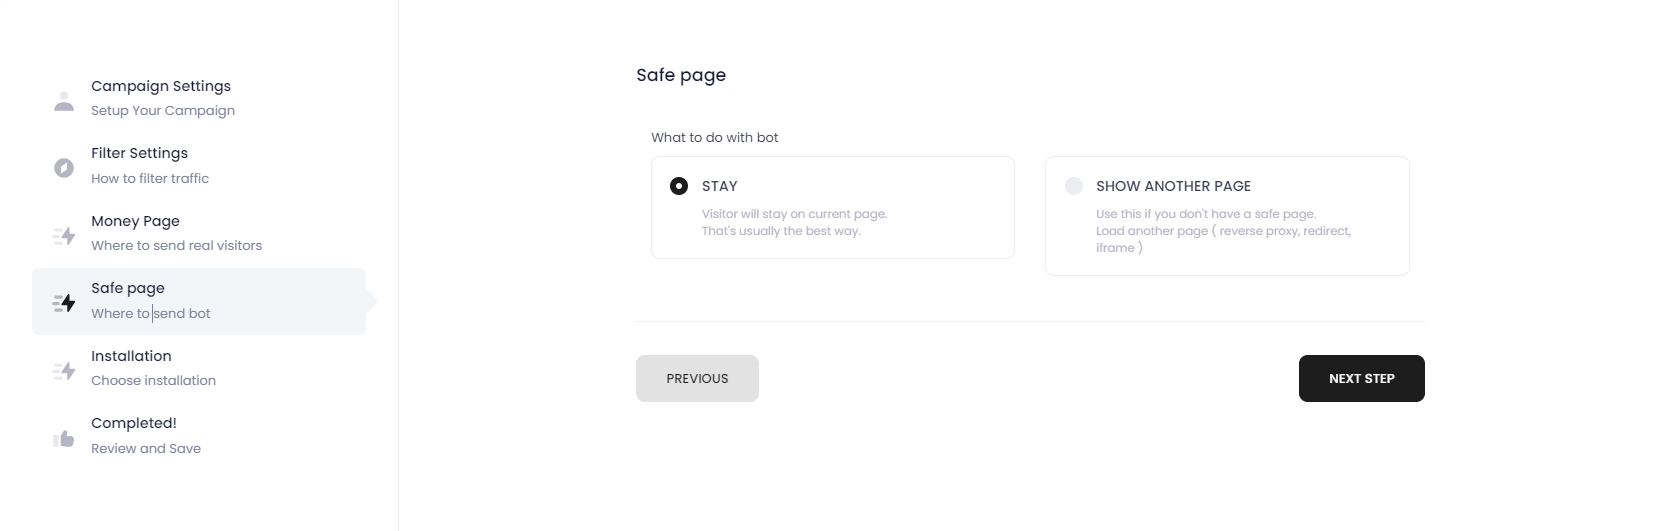 Campaign Settings
Setup Your Campaign
Filter Settings
How to filter traffic
Money Page
Where to send real visitors
Safe page
Where to send bot
Installation
Choose installation
Completed!
Review and Save
Safe page
What to do with bot
STAY
Visitor will stay on current page.
That's usually the best way.
SHOW ANOTHER PAGE
Use this if you don't have a safe page.
Load another page ( reverse proxy, redirect,
iframe )
PREVIOUS
NEXT STEP